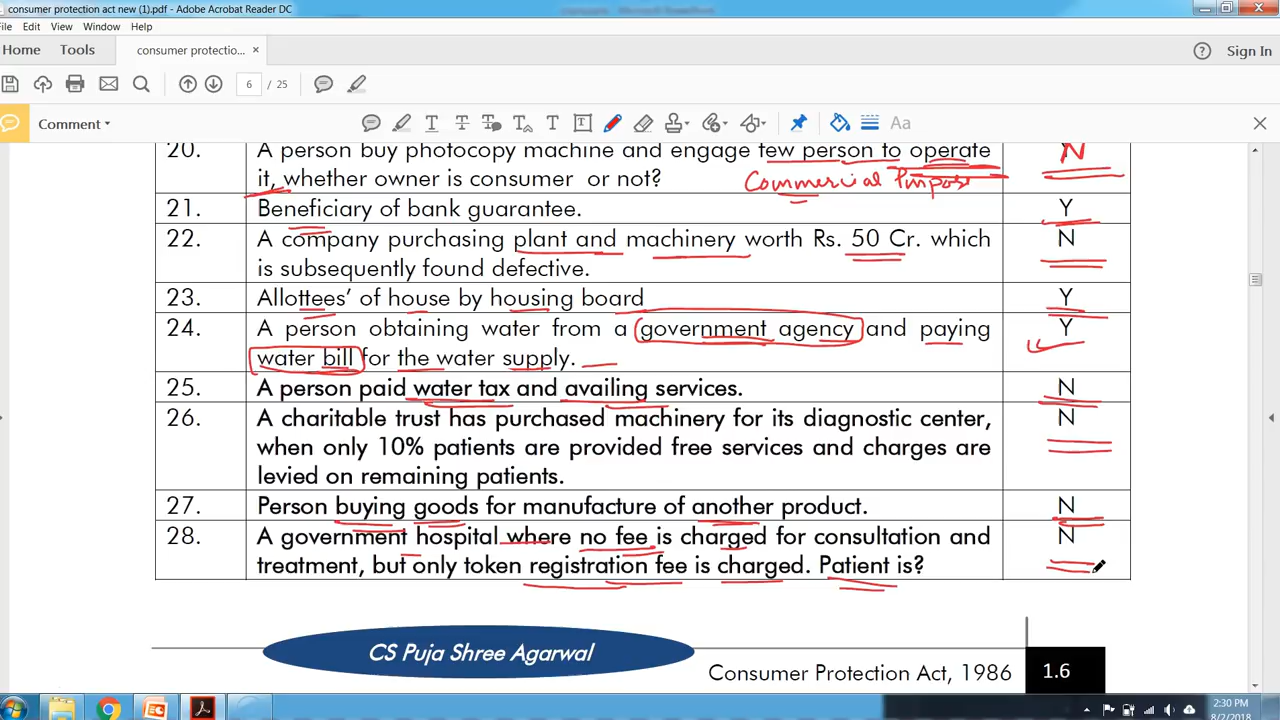 consumer protection act new (1).pdf - Adobe Acrobat Reader DC
File Edit View Window Help
Home Tools consumer protectio... × ? Sign In
6 / 25
Comment
20. A person buy photocopy machine and engage few person to operate N
it, whether owner is consumer or not? Commercial Purpose
21. Beneficiary of bank guarantee. Y
22. A company purchasing plant and machinery worth Rs. 50 Cr. which N
is subsequently found defective.
23. Allottees' of house by housing board Y
24. A person obtaining water from a government agency and paying Y
water bill for the water supply.
25. A person paid water tax and availing services. N
26. A charitable trust has purchased machinery for its diagnostic center, N
when only 10% patients are provided free services and charges are
levied on remaining patients.
27. Person buying goods for manufacture of another product. N
28. A government hospital where no fee is charged for consultation and N
treatment, but only token registration fee is charged. Patient is?
CS Puja Shree Agarwal
Consumer Protection Act, 1986 1.6
2:30 PM
8/2/2018